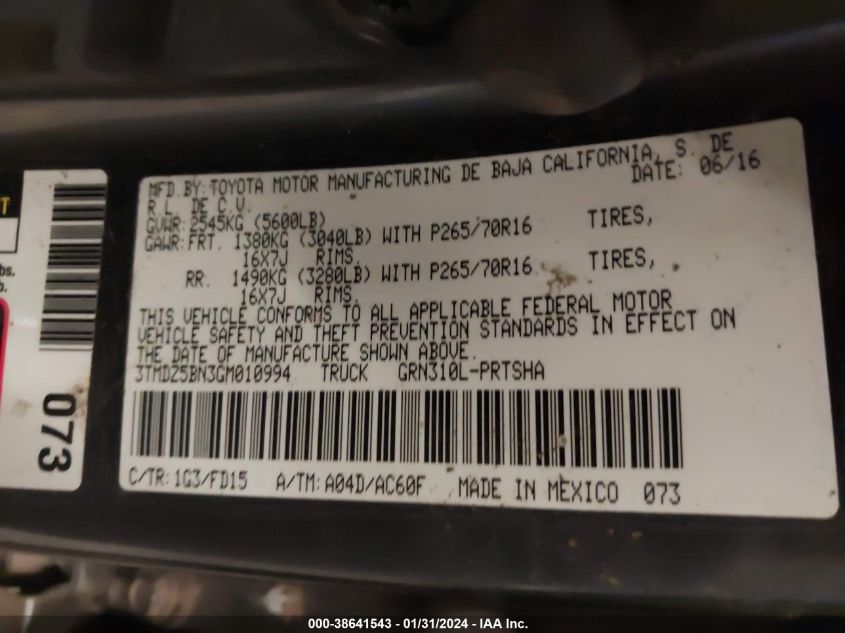 MFD.BY:TOYOTA MOTOR MANUFACTURING DE BAJA CALIFORNIA, S. DE
R.L. DE C.V. DATE: 06/16
GVWR:2545KG (5600LB)
GAWR:FRT. 1380KG (3040LB) WITH P265/70R16 TIRES,
16X7J RIMS.
RR. 1490KG (3280LB) WITH P265/70R16 TIRES,
16X7J RIMS.
THIS VEHICLE CONFORMS TO ALL APPLICABLE FEDERAL MOTOR
VEHICLE SAFETY AND THEFT PREVENTION STANDARDS IN EFFECT ON
THE DATE OF MANUFACTURE SHOWN ABOVE.
3TMDZ5BN3GM010994 TRUCK GRN310L-PRTSHA
C/TR:1G3/FD15 A/TM:A04D/AC60F MADE IN MEXICO 073
073
000-38641543 - 01/31/2024 - IAA Inc.